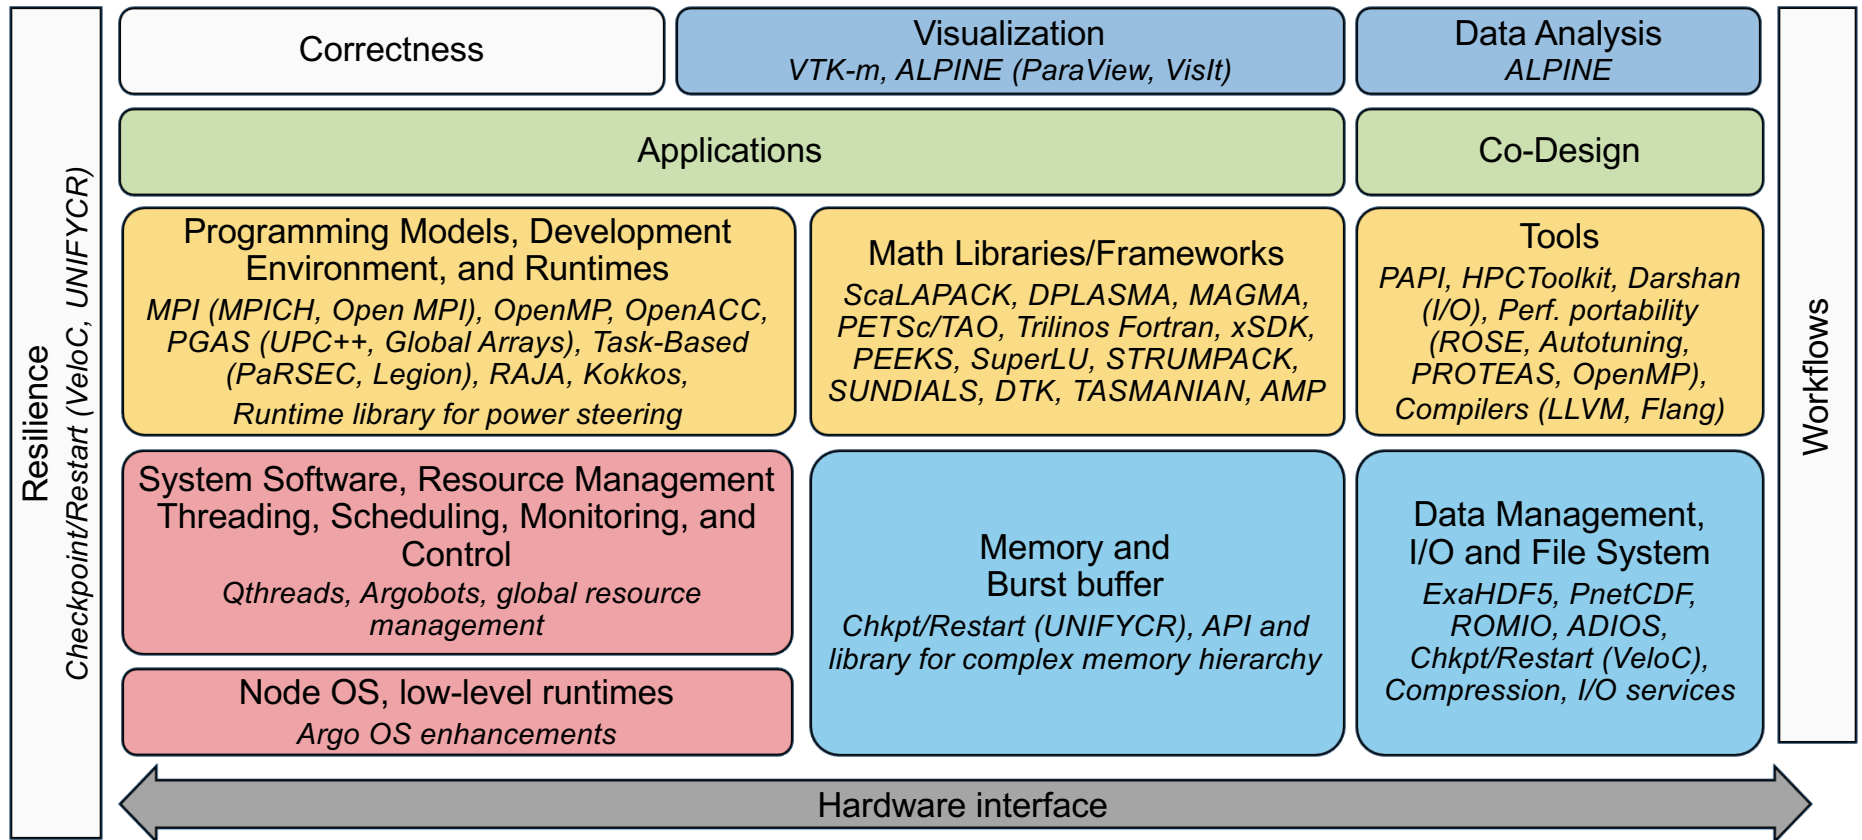 Resilience
Checkpoint/Restart (VeloC, UNIFYCR)
Correctness
Visualization
VTK-m, ALPINE (ParaView, VisIt)
Data Analysis
ALPINE
Applications
Co-Design
Programming Models, Development
Environment, and Runtimes
MPI (MPICH, Open MPI), OpenMP, OpenACC,
PGAS (UPC++, Global Arrays), Task-Based
(PaRSEC, Legion), RAJA, Kokkos,
Runtime library for power steering
Math Libraries/Frameworks
ScaLAPACK, DPLASMA, MAGMA,
PETSc/TAO, Trilinos Fortran, xSDK,
PEEKS, SuperLU, STRUMPACK,
SUNDIALS, DTK, TASMANIAN, AMP
Tools
PAPI, HPCToolkit, Darshan
(I/O), Perf. portability
(ROSE, Autotuning,
PROTEAS, OpenMP),
Compilers (LLVM, Flang)
System Software, Resource Management
Threading, Scheduling, Monitoring, and
Control
Qthreads, Argobots, global resource
management
Memory and
Burst buffer
Chkpt/Restart (UNIFYCR), API and
library for complex memory hierarchy
Data Management,
I/O and File System
ExaHDF5, PnetCDF,
ROMIO, ADIOS,
Chkpt/Restart (VeloC),
Compression, I/O services
Node OS, low-level runtimes
Argo OS enhancements
Workflows
Hardware interface